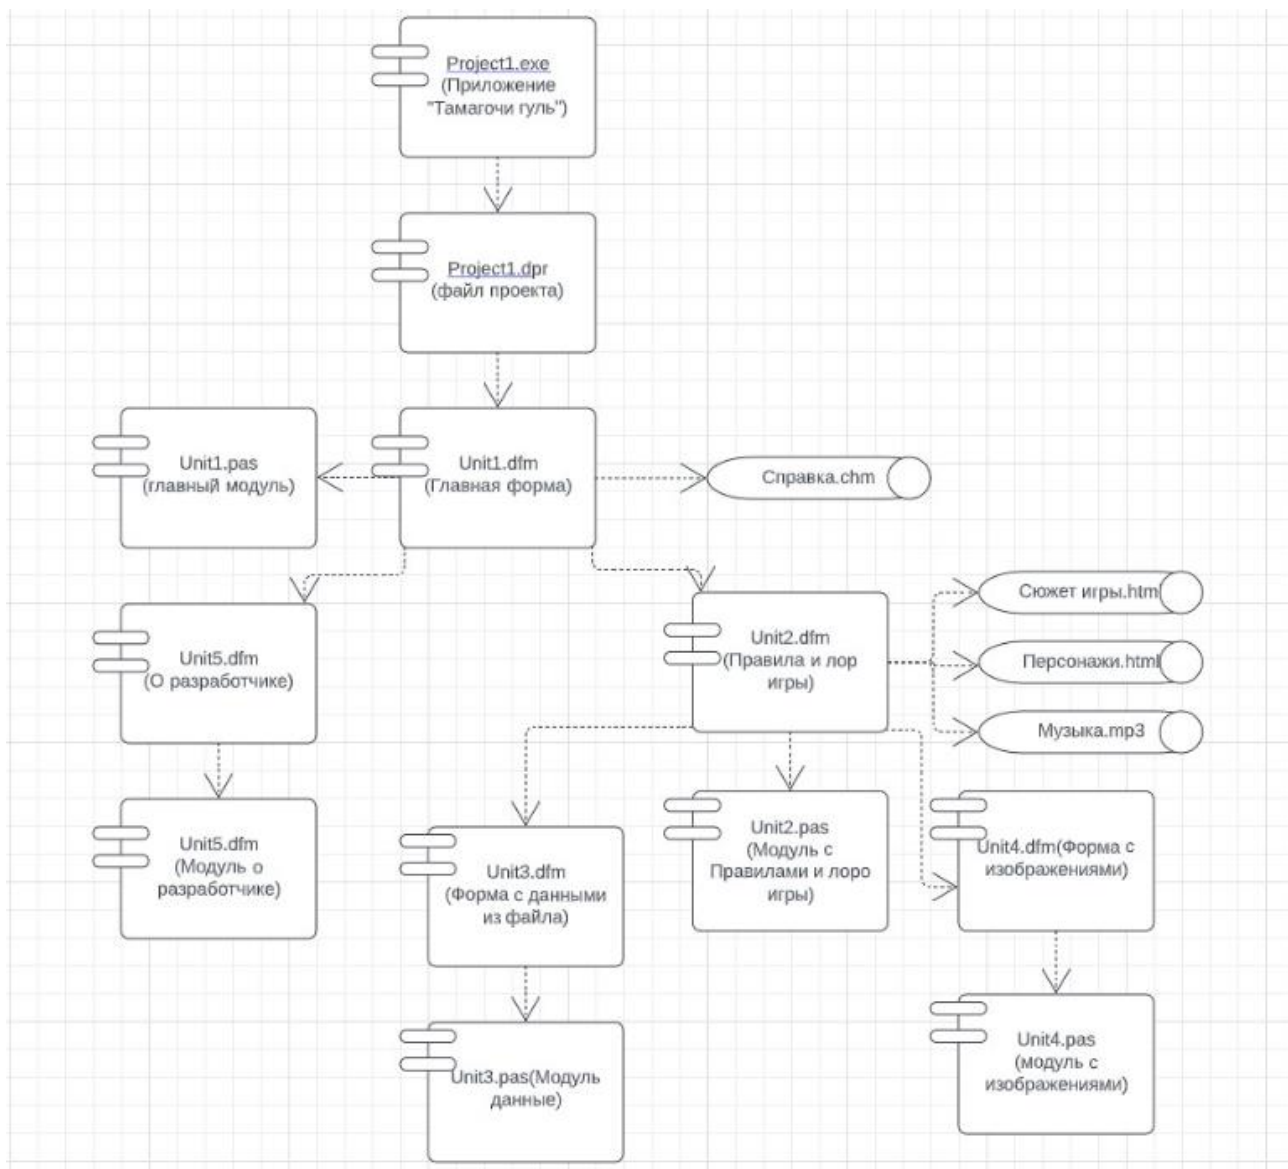 Project1.exe
(Приложение
"Тамагочи гуль")
Project1.dpr
(файл проекта)
Unit1.pas
(главный модуль)
Unit1.dfm
(Главная форма)
Справка.chm
Unit5.dfm
(О разработчике)
Unit2.dfm
(Правила и лор
игры)
Сюжет игры.htm
Персонажи.html
Музыка.mp3
Unit5.dfm
(Модуль о
разработчике)
Unit3.dfm
(Форма с данными
из файла)
Unit2.pas
(Модуль с
Правилами и лоро
игры)
Unit4.dfm(Форма с
изображениями)
Unit3.pas(Модуль
данные)
Unit4.pas
(модуль с
изображениями)